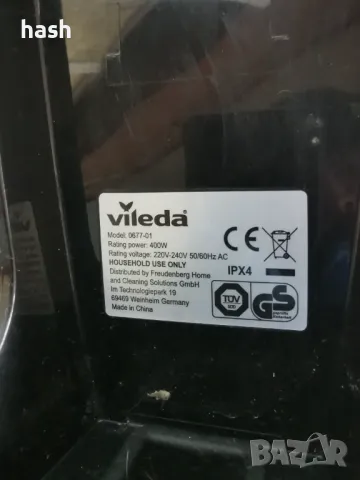 hash
vileda
Model: 0677-01
Rating power: 400W
Rating voltage: 220V-240V 50/60Hz AC
HOUSEHOLD USE ONLY
Distributed by Freudenberg Home
and Cleaning Solutions GmbH
Im Technologiepark 19
69469 Weinheim Germany
Made in China
CE
IPX4
TÜV
SÜD
GS
BAZAR